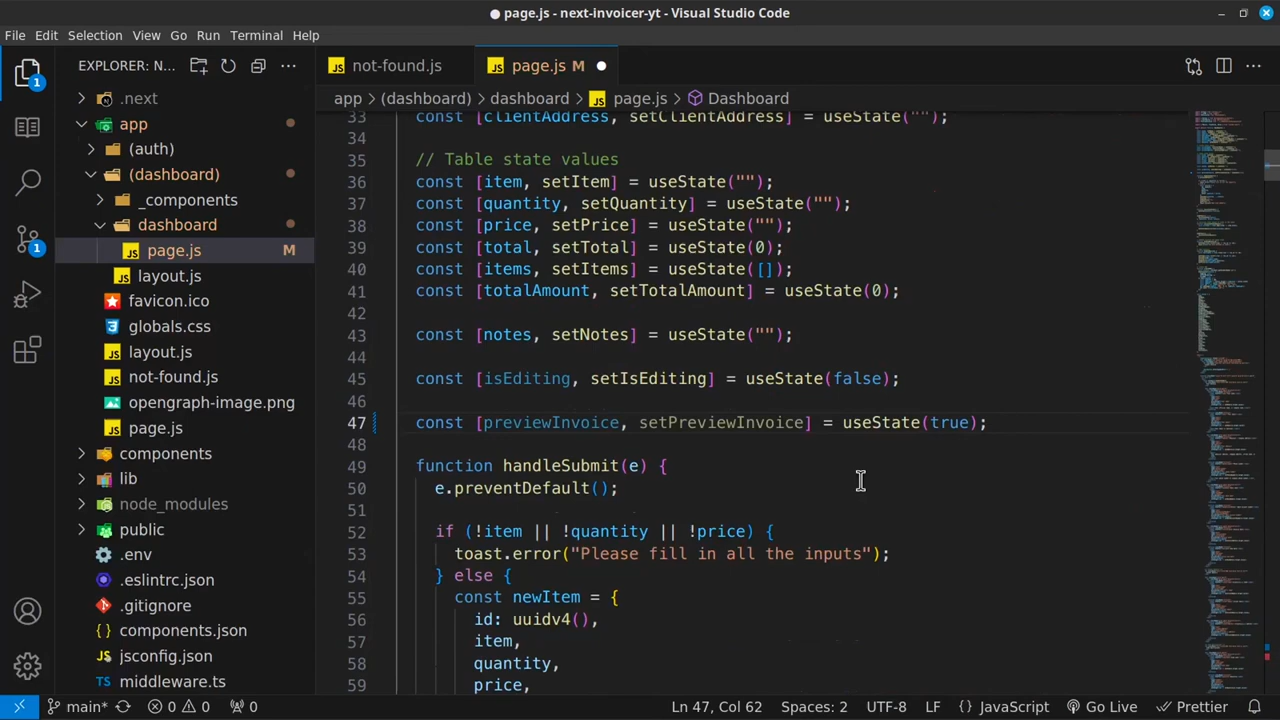 page.js - next-invoicer-yt - Visual Studio Code
File Edit Selection View Go Run Terminal Help
EXPLORER: N...
not-found.js
page.js M
app > (dashboard) > dashboard > page.js > Dashboard
1
.next
app
(auth)
(dashboard)
_components
dashboard
page.js M
layout.js
favicon.ico
globals.css
layout.js
not-found.js
opengraph-image.png
page.js
components
lib
node_modules
public
.env
.eslintrc.json
.gitignore
components.json
jsconfig.json
middleware.ts
1
33 const [clientAddress, setClientAddress] = useState("");
34
35 // Table state values
36 const [item, setItem] = useState("");
37 const [quantity, setQuantity] = useState("");
38 const [price, setPrice] = useState("");
39 const [total, setTotal] = useState(0);
40 const [items, setItems] = useState([]);
41 const [totalAmount, setTotalAmount] = useState(0);
42
43 const [notes, setNotes] = useState("");
44
45 const [isEditing, setIsEditing] = useState(false);
46
47 const [previewInvoice, setPreviewInvoice] = useState(true);
48
49 function handleSubmit(e) {
50 e.preventDefault();
51
52 if (!item || !quantity || !price) {
53 toast.error("Please fill in all the inputs");
54 } else {
55 const newItem = {
56 id: uuidv4(),
57 item,
58 quantity,
59 price,
main* 0 0 0 Ln 47, Col 62 Spaces: 2 UTF-8 LF {} JavaScript Go Live Prettier